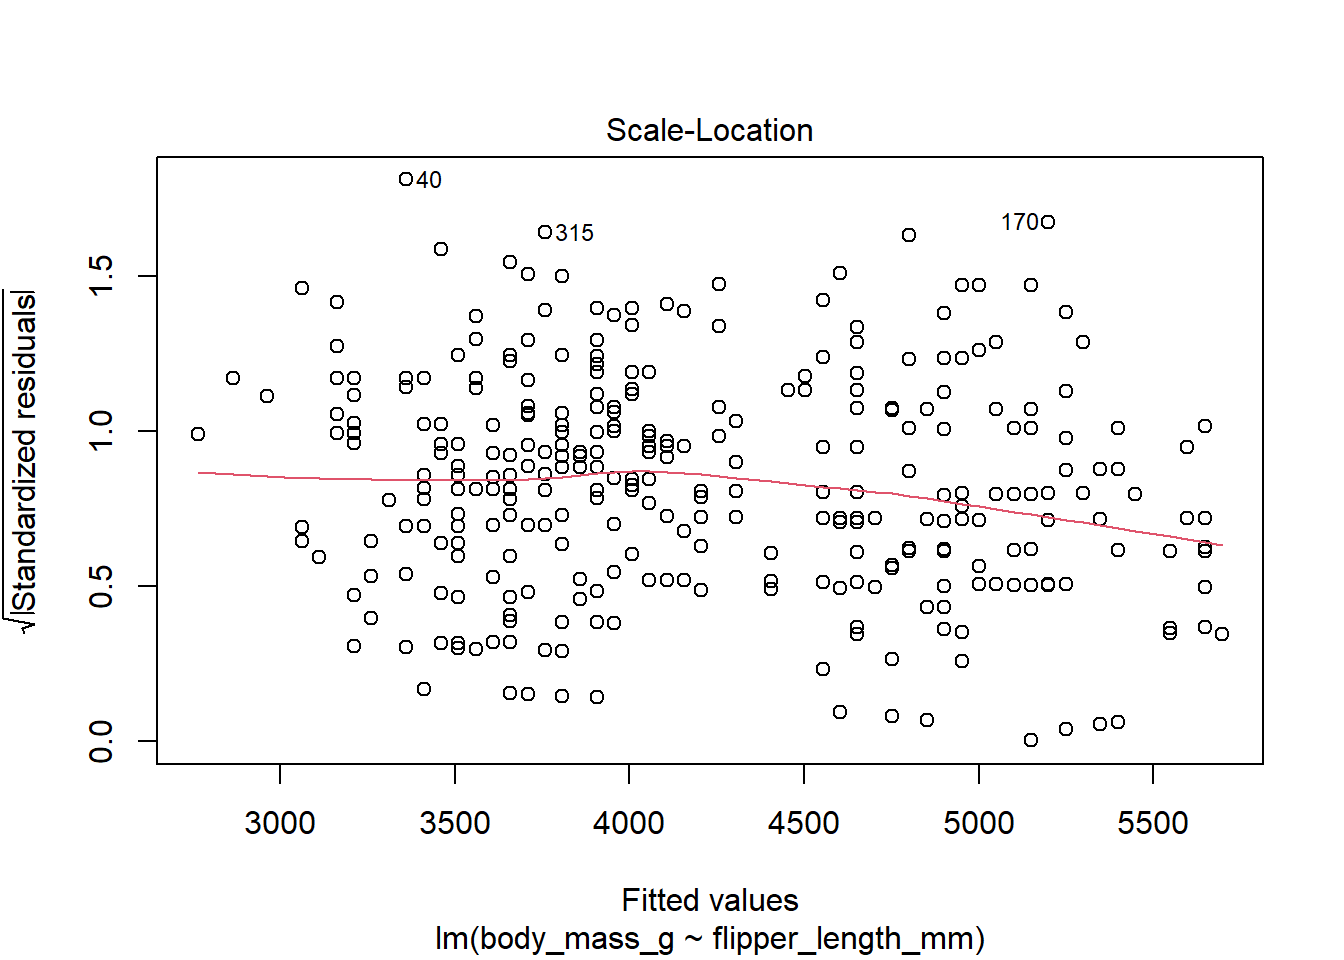 Scale-Location
√|Standardized residuals|
1.5
1.0
0.5
0.0
40
315
170
3000 3500 4000 4500 5000 5500
Fitted values
lm(body_mass_g ~ flipper_length_mm)